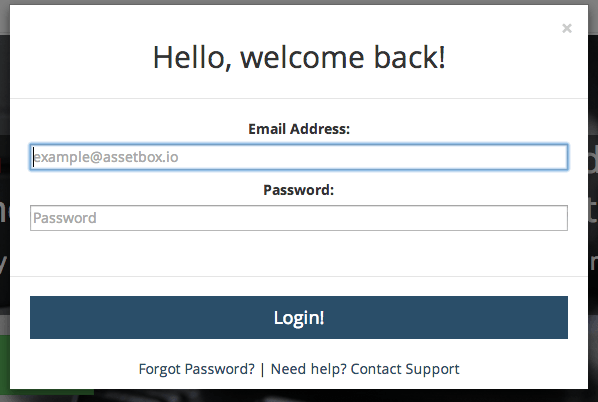 ×
Hello, welcome back!
Email Address:
example@assetbox.io
Password:
Password
Login!
Forgot Password? | Need help? Contact Support